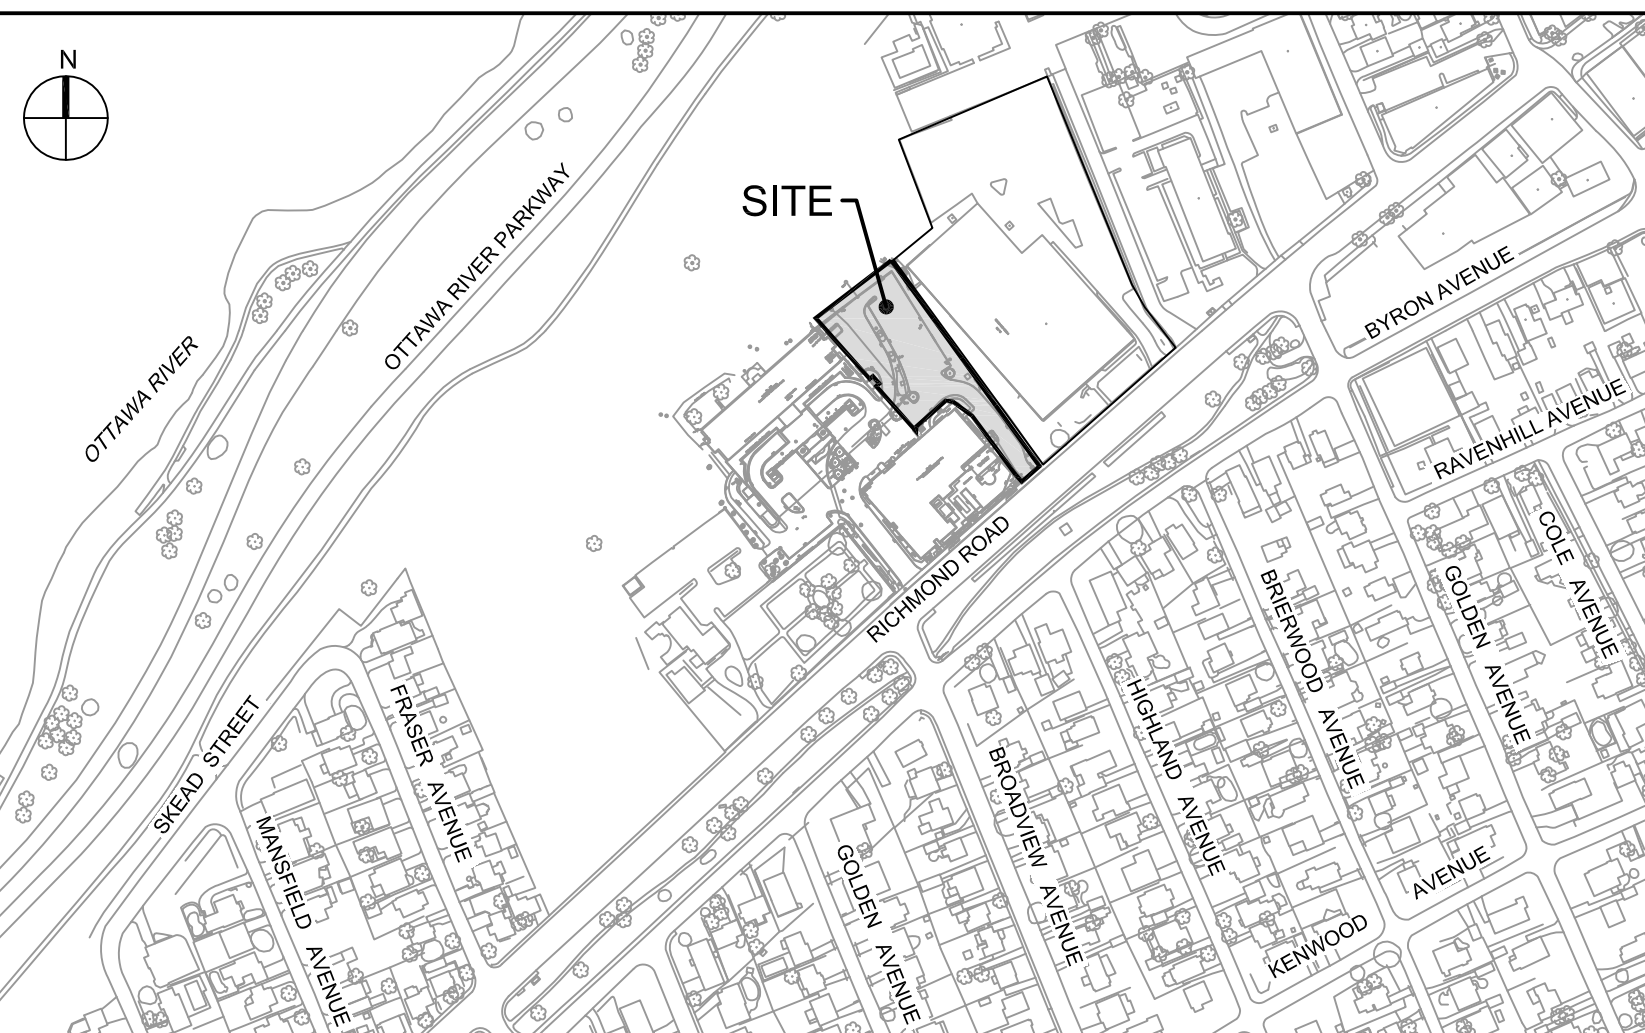 N
SITE
OTTAWA RIVER PARKWAY
OTTAWA RIVER
BYRON AVENUE
RAVENHILL AVENUE
COLE AVENUE
GOLDEN AVENUE
BRIERWOOD AVENUE
RICHMOND ROAD
HIGHLAND AVENUE
BROADVIEW AVENUE
FRASER AVENUE
SKEAD STREET
MANSFIELD AVENUE
GOLDEN AVENUE
KENWOOD AVENUE